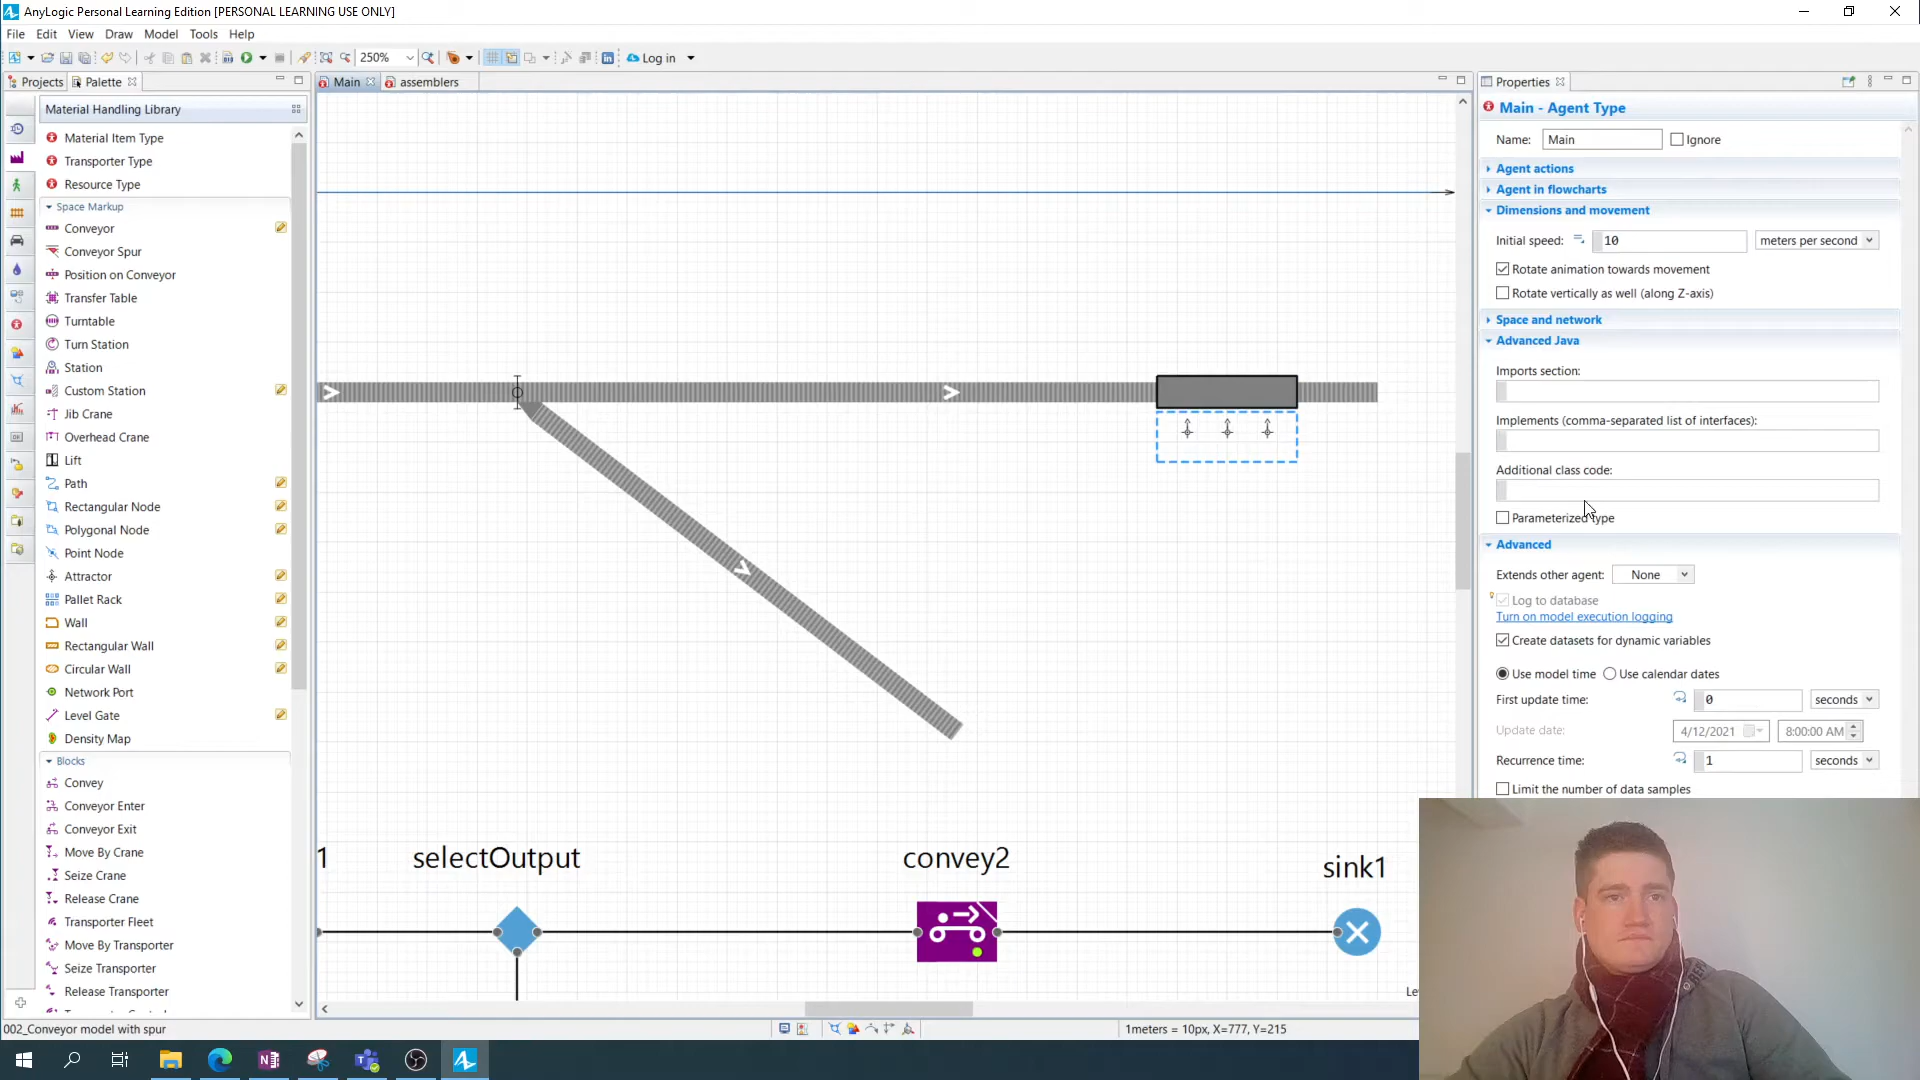 AnyLogic Personal Learning Edition [PERSONAL LEARNING USE ONLY]
File Edit View Draw Model Tools Help
250%
Log in
Projects Palette
Main assemblers
Properties
Material Handling Library
Material Item Type
Transporter Type
Resource Type
Space Markup
Conveyor
Conveyor Spur
Position on Conveyor
Transfer Table
Turntable
Turn Station
Station
Custom Station
Jib Crane
Overhead Crane
Lift
Path
Rectangular Node
Polygonal Node
Point Node
Attractor
Pallet Rack
Wall
Rectangular Wall
Circular Wall
Network Port
Level Gate
Density Map
Blocks
Convey
Conveyor Enter
Conveyor Exit
Move By Crane
Seize Crane
Release Crane
Transporter Fleet
Move By Transporter
Seize Transporter
Release Transporter
1
selectOutput
convey2
sink1
Main - Agent Type
Name: Main Ignore
Agent actions
Agent in flowcharts
Dimensions and movement
Initial speed: 10 meters per second
Rotate animation towards movement
Rotate vertically as well (along Z-axis)
Space and network
Advanced Java
Imports section:
Implements (comma-separated list of interfaces):
Additional class code:
Parameterized type
Advanced
Extends other agent: None
Log to database
Turn on model execution logging
Create datasets for dynamic variables
Use model time Use calendar dates
First update time: 0 seconds
Update date: 4/12/2021 8:00:00 AM
Recurrence time: 1 seconds
Limit the number of data samples
002_Conveyor model with spur
1meters = 10px, X=777, Y=215